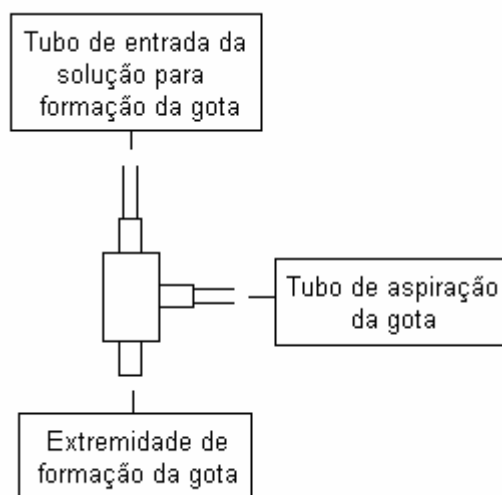 Tubo de entrada da
solução para
formação da gota
Tubo de aspiração
da gota
Extremidade de
formação da gota